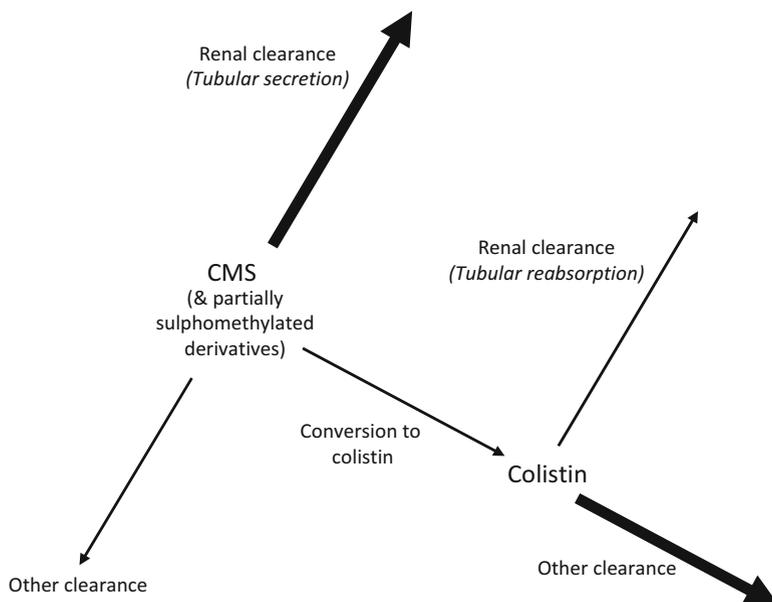 Renal clearance
(Tubular secretion)
Renal clearance
(Tubular reabsorption)
CMS
(& partially
sulphomethylated
derivatives)
Conversion to
colistin
Colistin
Other clearance
Other clearance